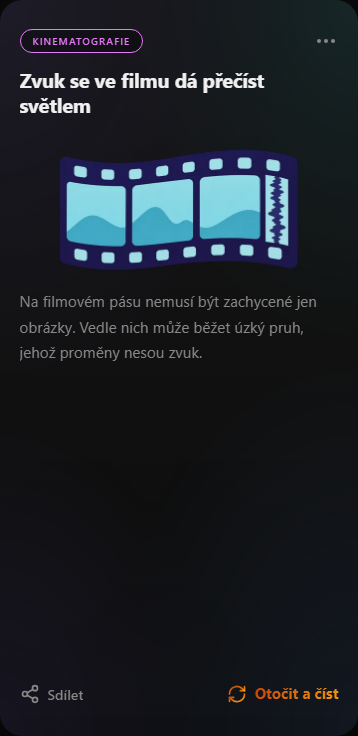 KINEMATOGRAFIE
Zvuk se ve filmu dá přečíst
světlem
Na filmovém pásu nemusí být zachycené jen
obrázky. Vedle nich může běžet úzký pruh,
jehož proměny nesou zvuk.
Sdílet
Otočit a číst